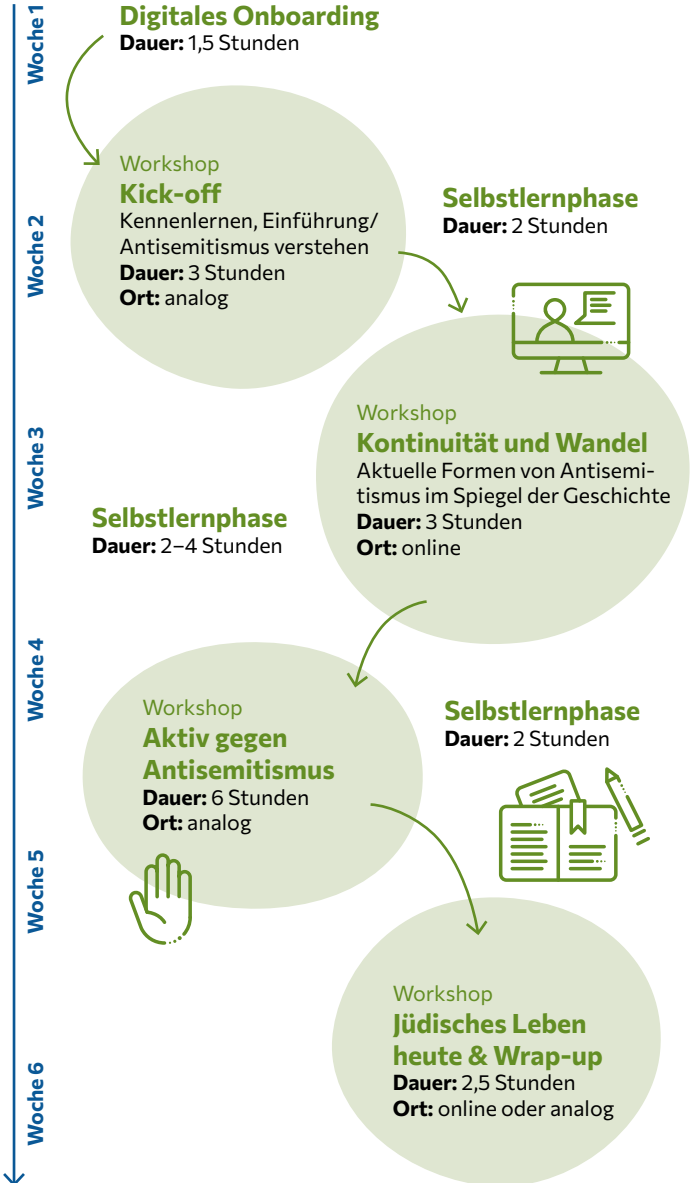 Woche 1
Digitales Onboarding
Dauer: 1,5 Stunden
Workshop
Kick-off
Kennenlernen, Einführung/
Antisemitismus verstehen
Dauer: 3 Stunden
Ort: analog
Woche 2
Selbstlernphase
Dauer: 2 Stunden
Woche 3
Workshop
Kontinuität und Wandel
Aktuelle Formen von Antisemi-
tismus im Spiegel der Geschichte
Dauer: 3 Stunden
Ort: online
Selbstlernphase
Dauer: 2–4 Stunden
Woche 4
Workshop
Aktiv gegen
Antisemitismus
Dauer: 6 Stunden
Ort: analog
Selbstlernphase
Dauer: 2 Stunden
Woche 5
Workshop
Jüdisches Leben
heute & Wrap-up
Dauer: 2,5 Stunden
Ort: online oder analog
Woche 6